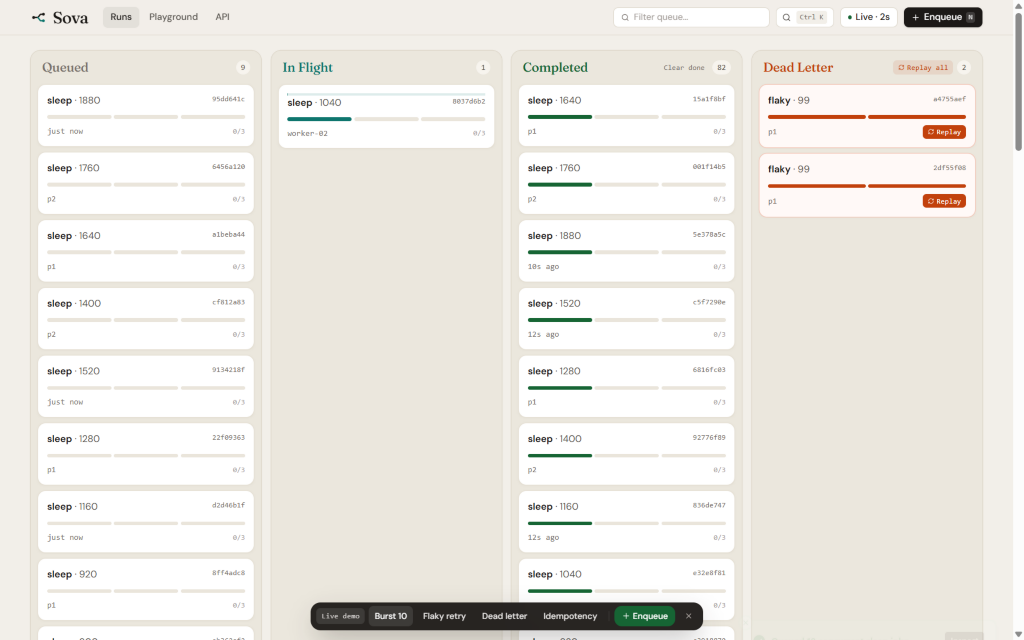 Sova
Runs
Playground
API
Filter queue...
Ctrl K
Live · 2s
+ Enqueue N
Queued
9
sleep · 1880
95dd641c
just now
0/3
sleep · 1760
6456a120
p2
0/3
sleep · 1640
a1beba44
p1
0/3
sleep · 1400
cf812a83
p2
0/3
sleep · 1520
9134218f
just now
0/3
sleep · 1280
22f09363
p1
0/3
sleep · 1160
d2d46b1f
just now
0/3
sleep · 920
8ff4adc8
p1
0/3
In Flight
1
sleep · 1040
8037d6b2
worker-02
0/3
Completed
Clear done
82
sleep · 1640
15a1f8bf
p1
0/3
sleep · 1760
001f14b5
p2
0/3
sleep · 1880
5e378a5c
10s ago
0/3
sleep · 1520
c5f7290e
12s ago
0/3
sleep · 1280
6816fc03
p1
0/3
sleep · 1400
92776f89
p2
0/3
sleep · 1160
836de747
12s ago
0/3
sleep · 1040
e32e8f81
0/3
Dead Letter
Replay all
2
flaky · 99
a4755aef
p1
Replay
flaky · 99
2df55f08
p1
Replay
Live demo
Burst 10
Flaky retry
Dead letter
Idempotency
+ Enqueue
×